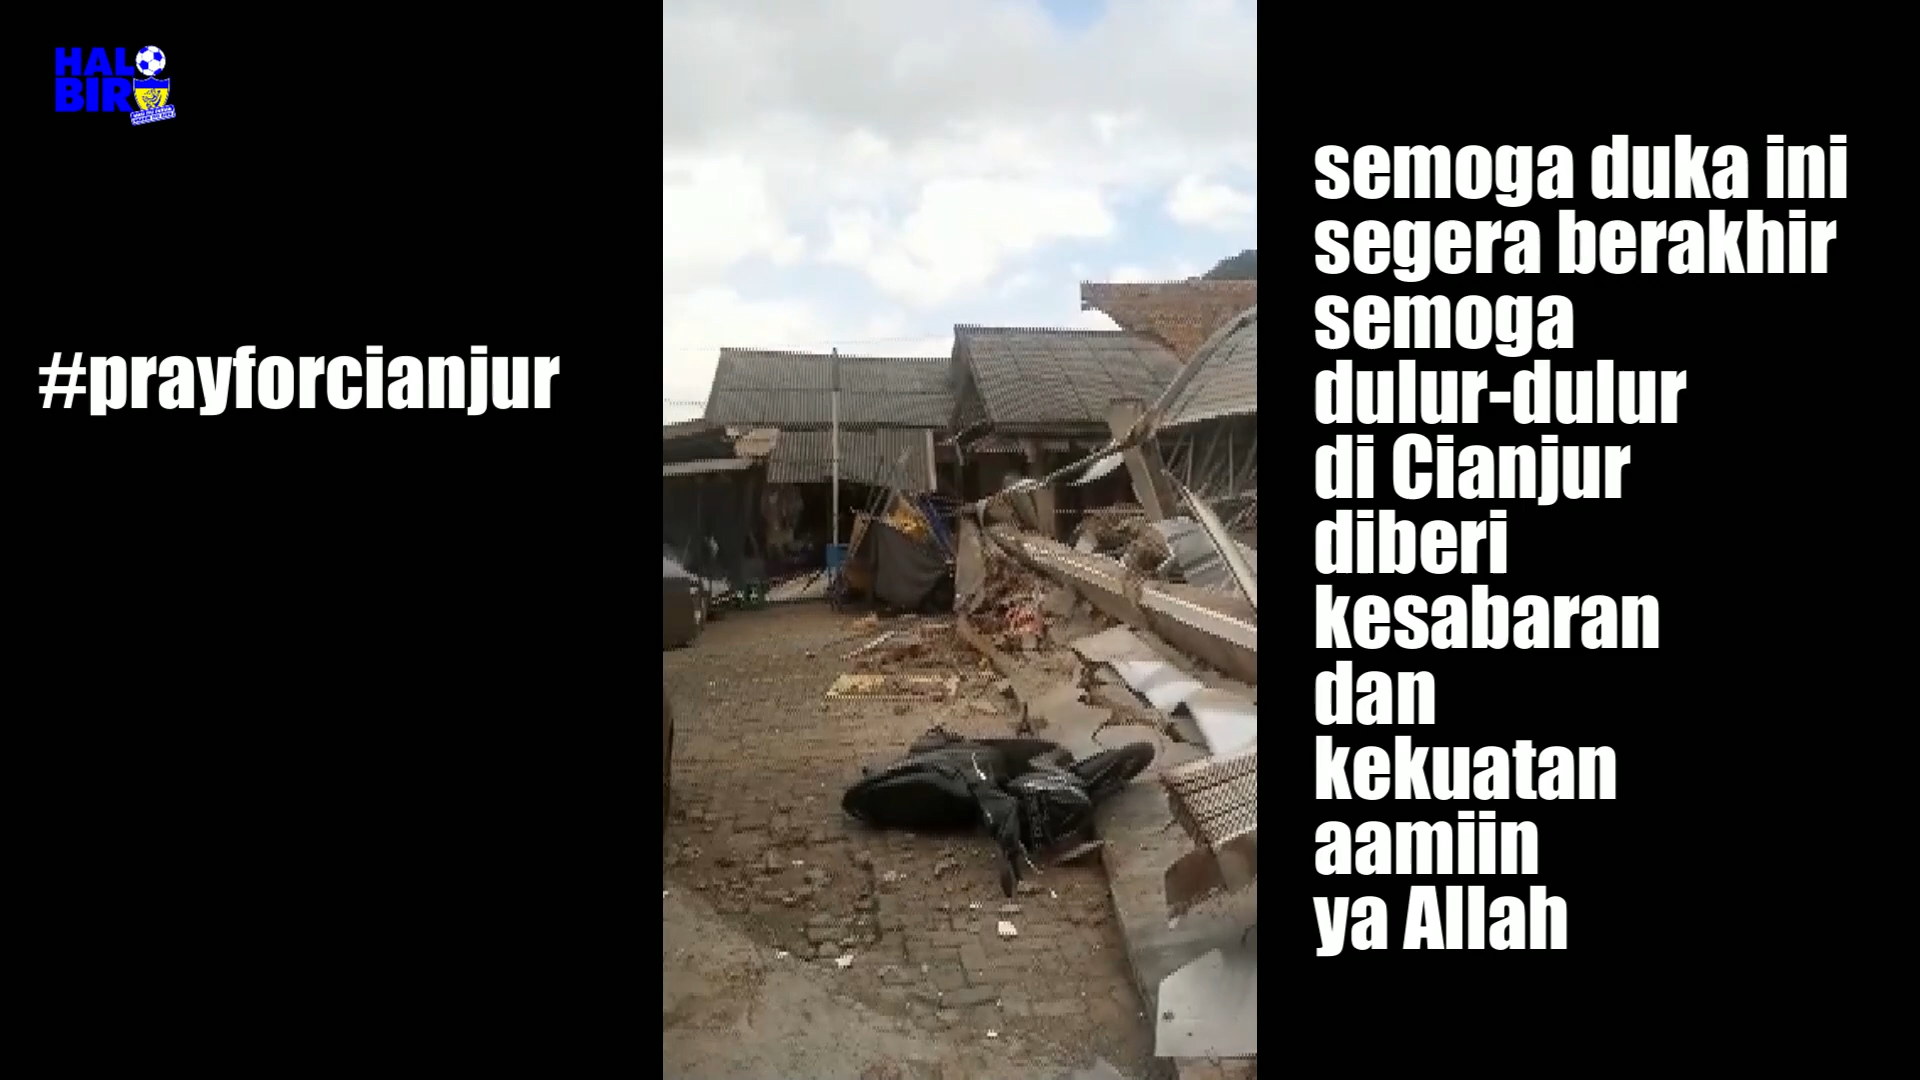 HALO
BIRU
#prayforcianjur
semoga duka ini
segera berakhir
semoga
dulur-dulur
di Cianjur
diberi
kesabaran
dan
kekuatan
aamiin
ya Allah